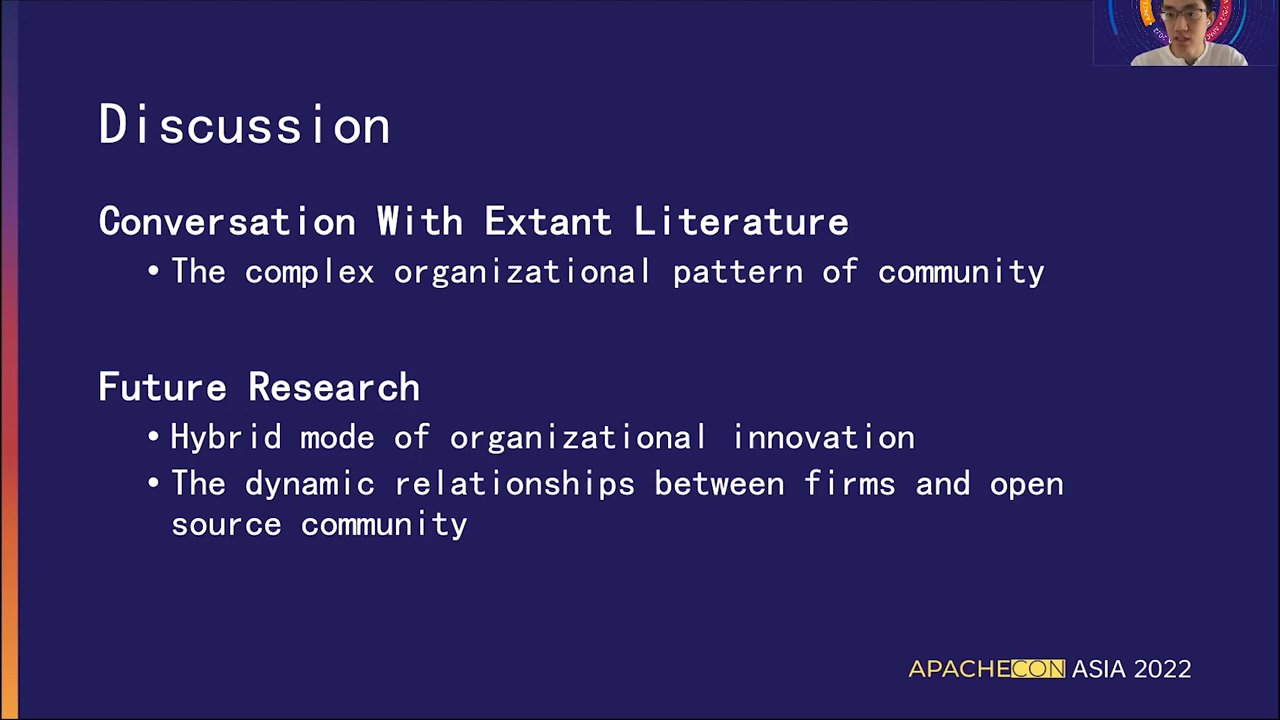 Discussion
Conversation With Extant Literature
• The complex organizational pattern of community
Future Research
• Hybrid mode of organizational innovation
• The dynamic relationships between firms and open
source community
APACHECON ASIA 2022